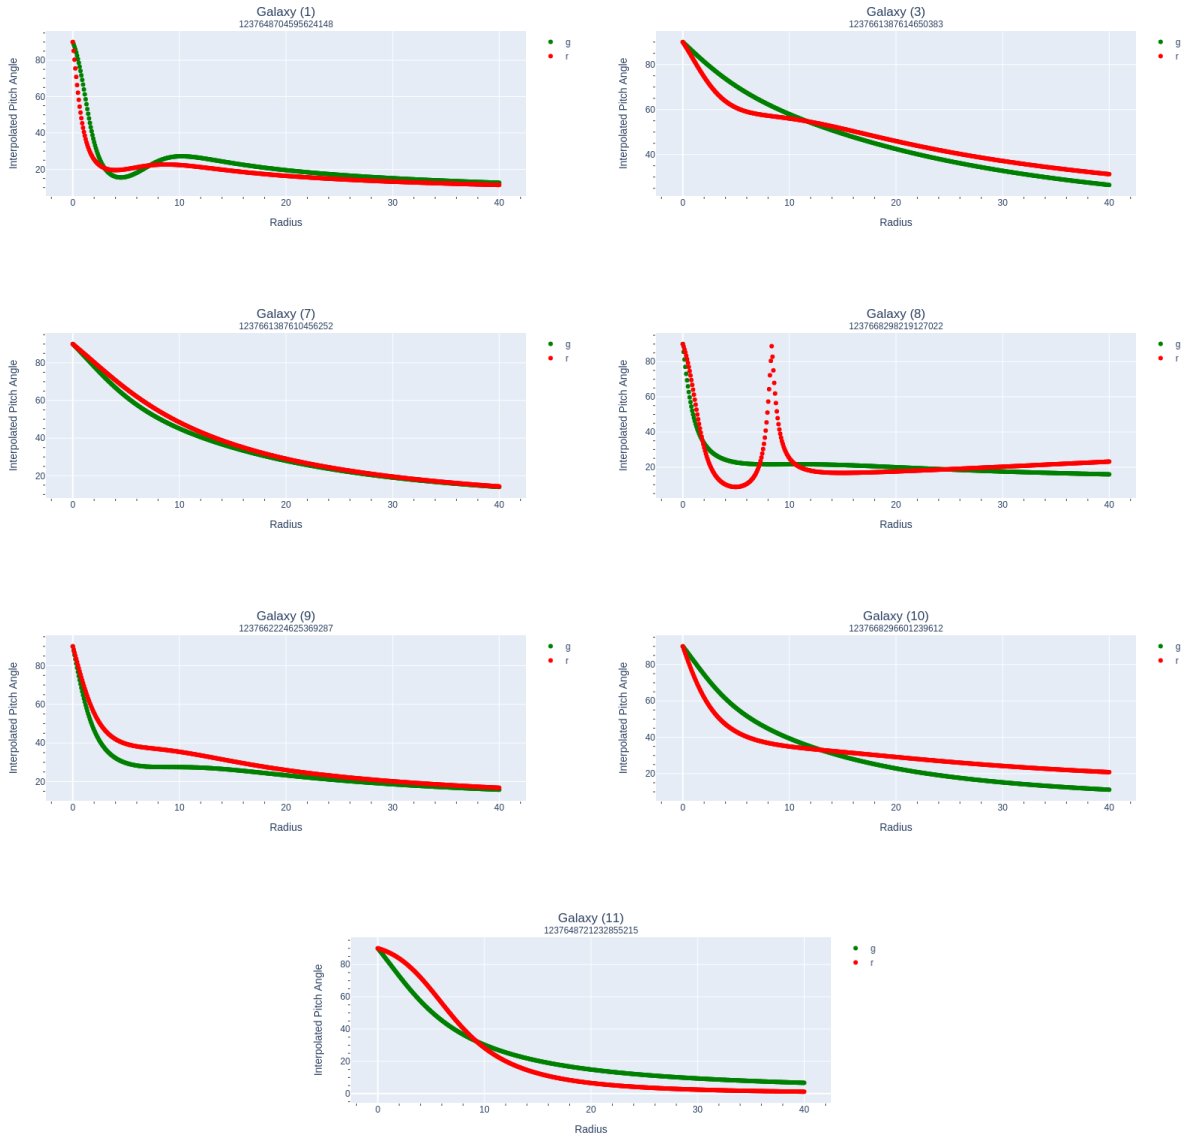 Galaxy (1)
1237648704595624148
Interpolated Pitch Angle
80
60
40
20
0
10
20
30
40
Radius
g
r
Galaxy (3)
1237661387614650383
Interpolated Pitch Angle
80
60
40
0
10
20
30
40
Radius
g
r
Galaxy (7)
1237661387610456252
Interpolated Pitch Angle
80
60
40
20
0
10
20
30
40
Radius
g
r
Galaxy (8)
1237668298219127022
Interpolated Pitch Angle
80
60
40
20
0
10
20
30
40
Radius
g
r
Galaxy (9)
1237662224625369287
Interpolated Pitch Angle
80
60
40
20
0
10
20
30
40
Radius
g
r
Galaxy (10)
1237668296601239612
Interpolated Pitch Angle
80
60
40
20
0
10
20
30
40
Radius
g
r
Galaxy (11)
1237648721232855215
Interpolated Pitch Angle
80
60
40
20
0
0
10
20
30
40
Radius
g
r